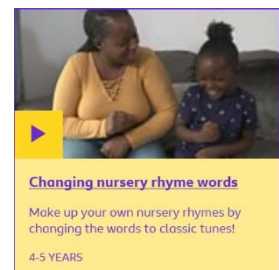 Changing nursery rhyme words
Make up your own nursery rhymes by
changing the words to classic tunes!
4-5 YEARS